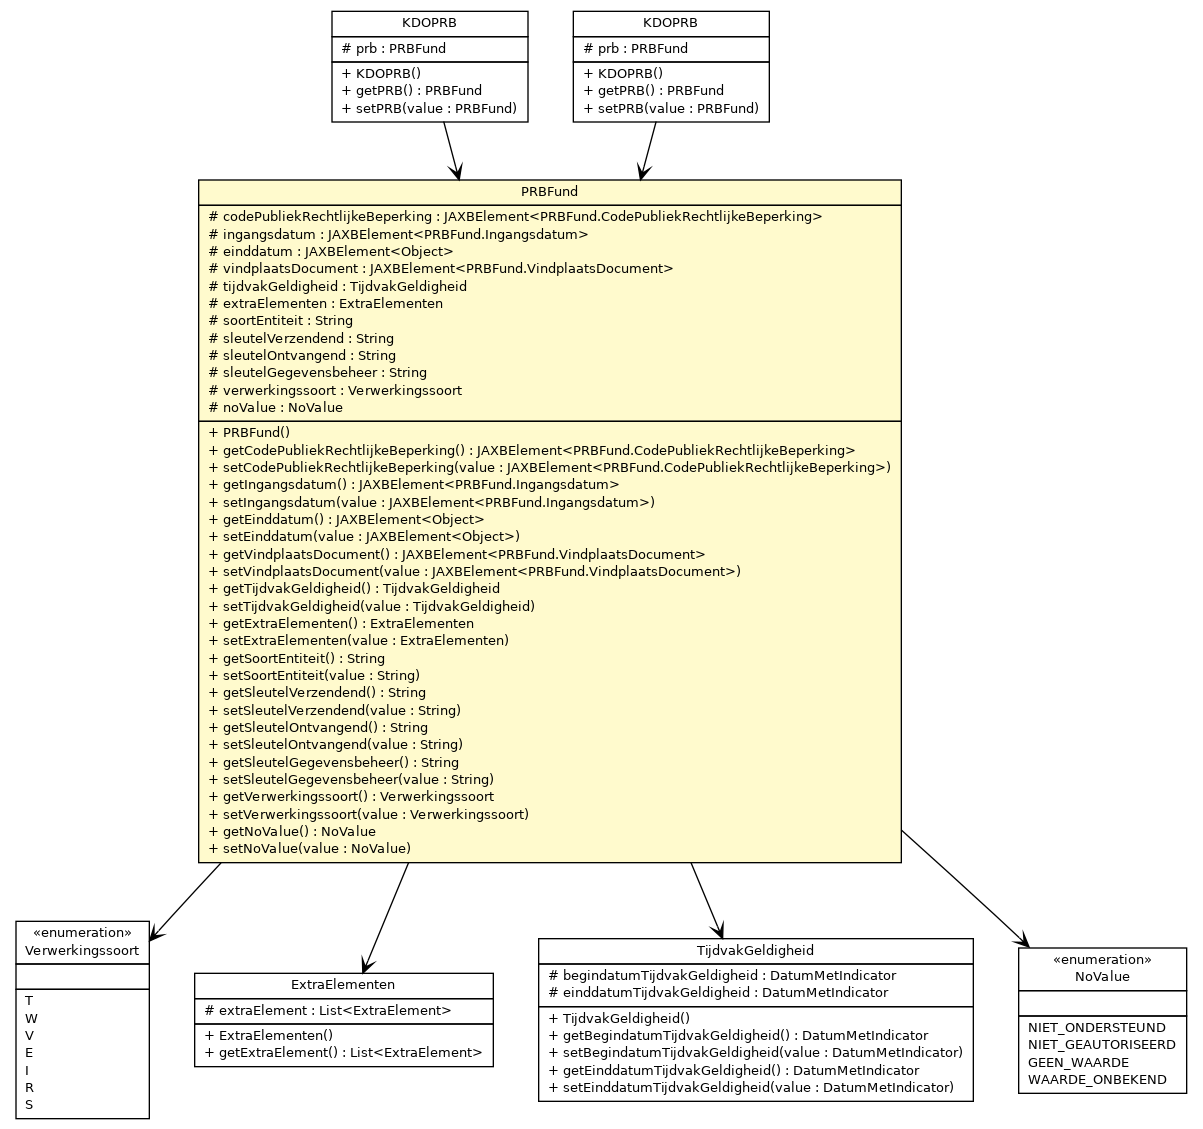 KDOPRB
# prb : PRBFund
+ KDOPRB()
+ getPRB() : PRBFund
+ setPRB(value : PRBFund)
KDOPRB
# prb : PRBFund
+ KDOPRB()
+ getPRB() : PRBFund
+ setPRB(value : PRBFund)
PRBFund
# codePubliekRechtlijkeBeperking : JAXBElement<PRBFund.CodePubliekRechtlijkeBeperking>
# ingangsdatum : JAXBElement<PRBFund.Ingangsdatum>
# einddatum : JAXBElement<Object>
# vindplaatsDocument : JAXBElement<PRBFund.VindplaatsDocument>
# tijdvakGeldigheid : TijdvakGeldigheid
# extraElementen : ExtraElementen
# soortEntiteit : String
# sleutelVerzendend : String
# sleutelOntvangend : String
# sleutelGegevensbeheer : String
# verwerkingssoort : Verwerkingssoort
# noValue : NoValue
+ PRBFund()
+ getCodePubliekRechtlijkeBeperking() : JAXBElement<PRBFund.CodePubliekRechtlijkeBeperking>
+ setCodePubliekRechtlijkeBeperking(value : JAXBElement<PRBFund.CodePubliekRechtlijkeBeperking>)
+ getIngangsdatum() : JAXBElement<PRBFund.Ingangsdatum>
+ setIngangsdatum(value : JAXBElement<PRBFund.Ingangsdatum>)
+ getEinddatum() : JAXBElement<Object>
+ setEinddatum(value : JAXBElement<Object>)
+ getVindplaatsDocument() : JAXBElement<PRBFund.VindplaatsDocument>
+ setVindplaatsDocument(value : JAXBElement<PRBFund.VindplaatsDocument>)
+ getTijdvakGeldigheid() : TijdvakGeldigheid
+ setTijdvakGeldigheid(value : TijdvakGeldigheid)
+ getExtraElementen() : ExtraElementen
+ setExtraElementen(value : ExtraElementen)
+ getSoortEntiteit() : String
+ setSoortEntiteit(value : String)
+ getSleutelVerzendend() : String
+ setSleutelVerzendend(value : String)
+ getSleutelOntvangend() : String
+ setSleutelOntvangend(value : String)
+ getSleutelGegevensbeheer() : String
+ setSleutelGegevensbeheer(value : String)
+ getVerwerkingssoort() : Verwerkingssoort
+ setVerwerkingssoort(value : Verwerkingssoort)
+ getNoValue() : NoValue
+ setNoValue(value : NoValue)
«enumeration»
Verwerkingssoort
T
W
V
E
I
R
S
ExtraElementen
# extraElement : List<ExtraElement>
+ ExtraElementen()
+ getExtraElement() : List<ExtraElement>
TijdvakGeldigheid
# begindatumTijdvakGeldigheid : DatumMetIndicator
# einddatumTijdvakGeldigheid : DatumMetIndicator
+ TijdvakGeldigheid()
+ getBegindatumTijdvakGeldigheid() : DatumMetIndicator
+ setBegindatumTijdvakGeldigheid(value : DatumMetIndicator)
+ getEinddatumTijdvakGeldigheid() : DatumMetIndicator
+ setEinddatumTijdvakGeldigheid(value : DatumMetIndicator)
«enumeration»
NoValue
NIET_ONDERSTEUND
NIET_GEAUTORISEERD
GEEN_WAARDE
WAARDE_ONBEKEND